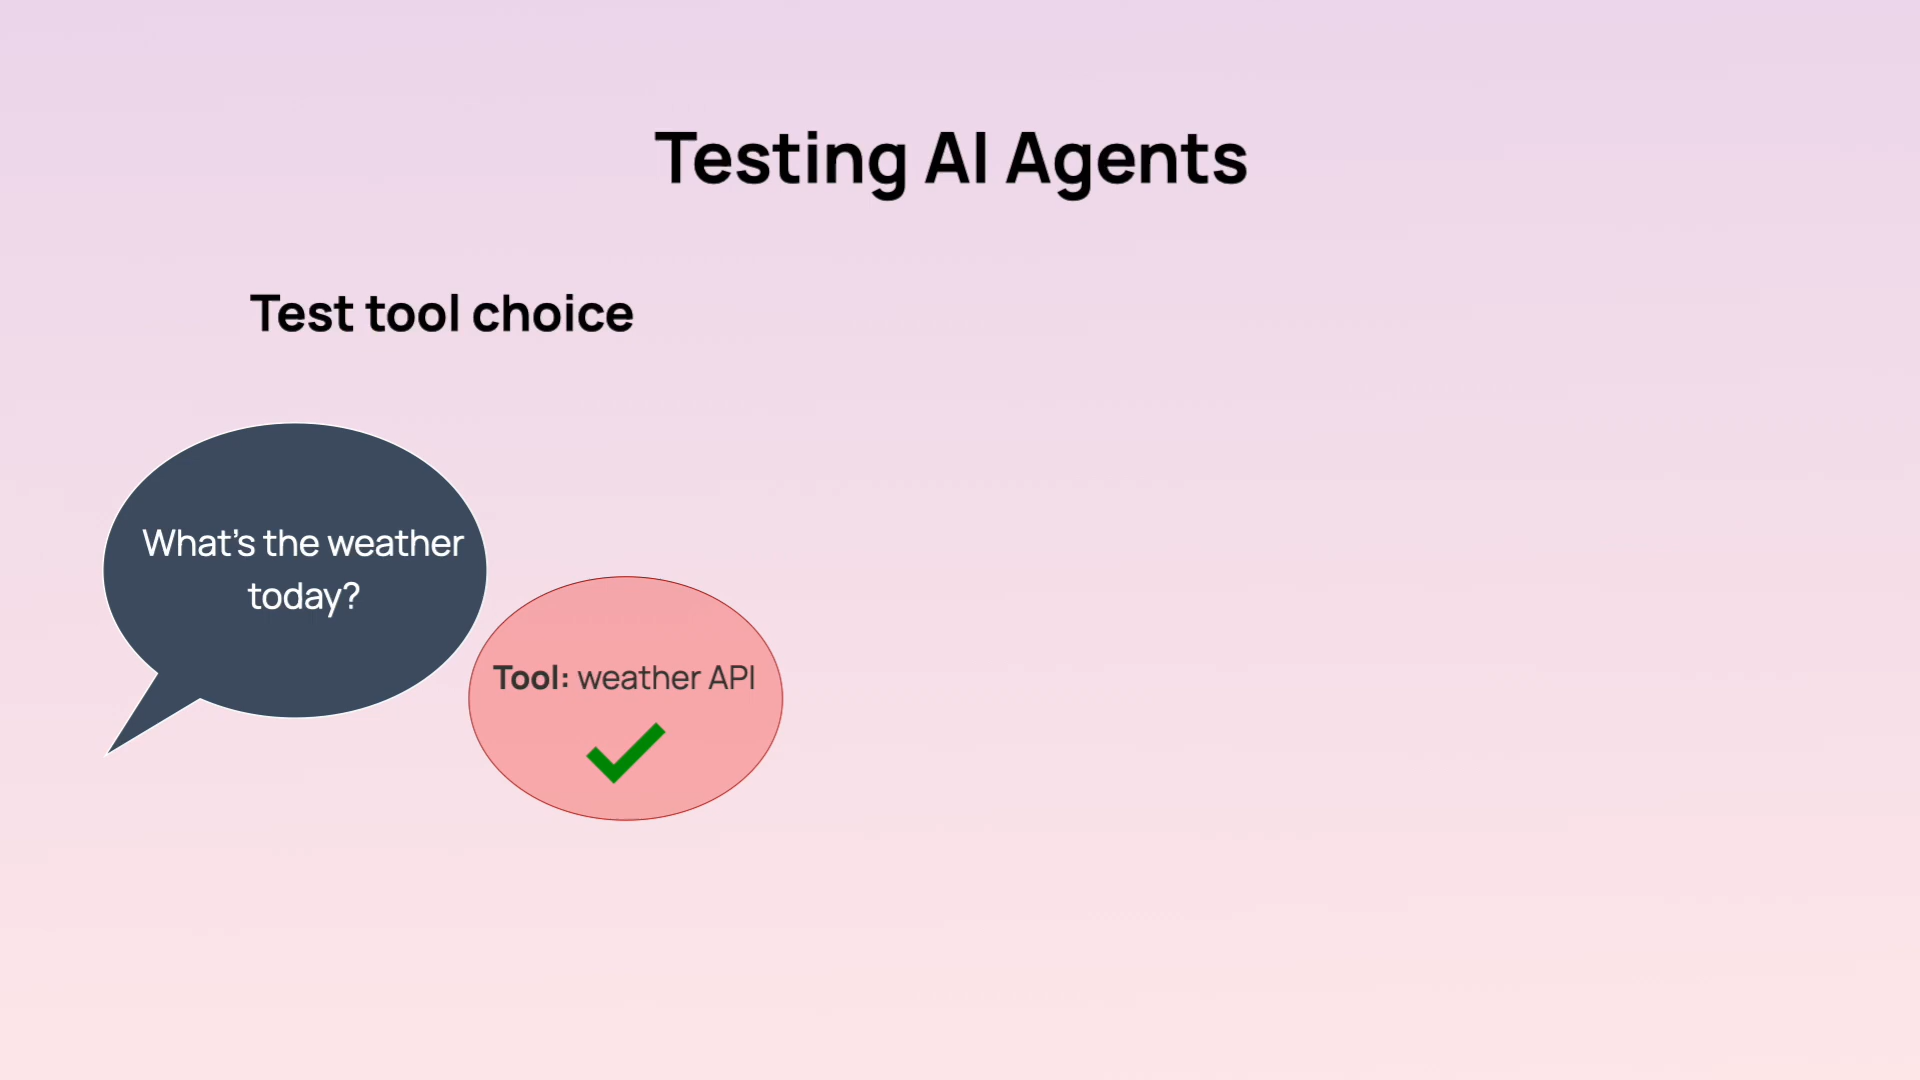 Testing AI Agents
Test tool choice
What’s the weather
today?
Tool: weather API